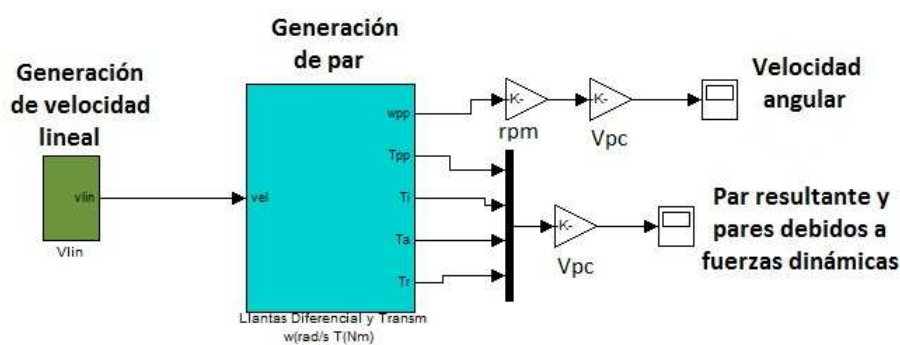 Generación
de velocidad
lineal
vlin
Vlin
Generación
de par
vel
wpp
Tpp
Ti
Ta
Tr
Llantas Diferencial y Transm
w(rad/s T(Nm)
K-
rpm
K-
Vpc
Velocidad
angular
K-
Vpc
Par resultante y
pares debidos a
fuerzas dinámicas